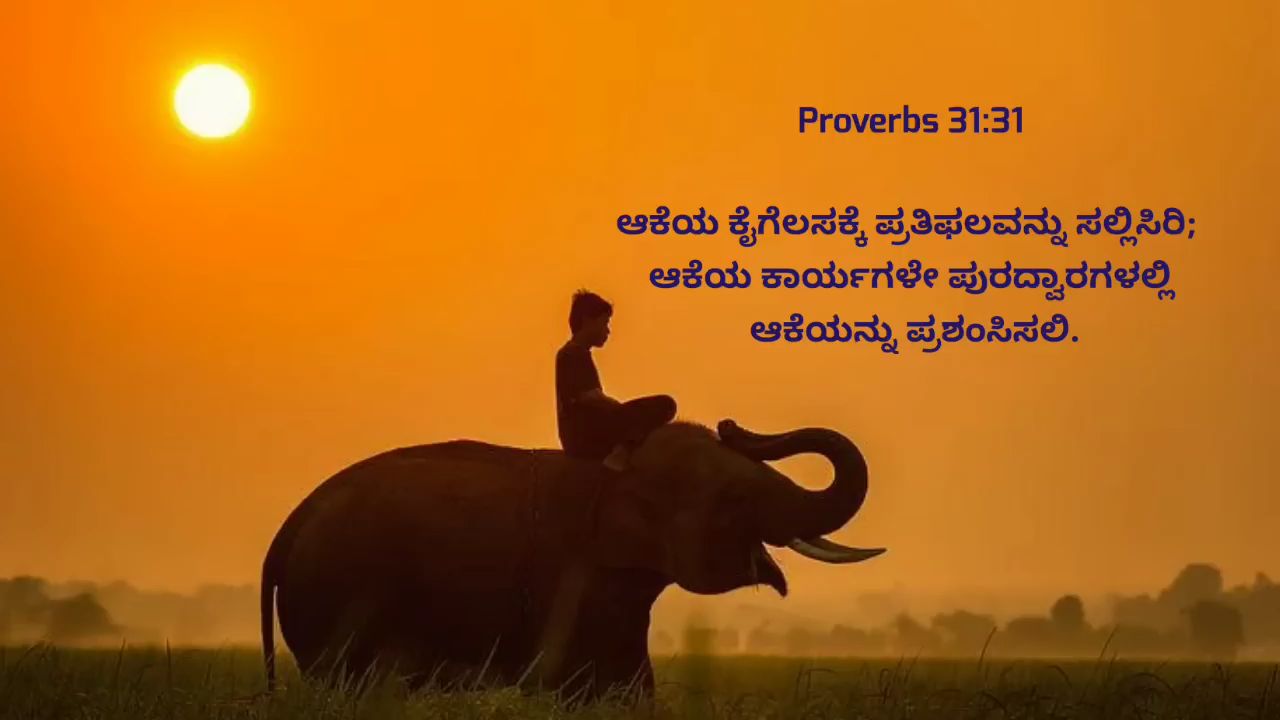 Proverbs 31:31
ಆಕೆಯ ಕೈಗೆಲಸಕ್ಕೆ ಪ್ರತಿಫಲವನ್ನು ಸಲ್ಲಿಸಿರಿ;
ಆಕೆಯ ಕಾರ್ಯಗಳೇ ಪುರದ್ವಾರಗಳಲ್ಲಿ
ಆಕೆಯನ್ನು ಪ್ರಶಂಸಿಸಲಿ.